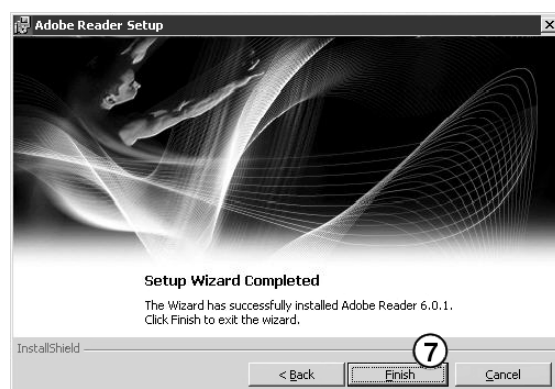 Adobe Reader Setup
Setup Wizard Completed
The Wizard has successfully installed Adobe Reader 6.0.1.
Click Finish to exit the wizard.
InstallShield
7
< Back
Finish
Cancel